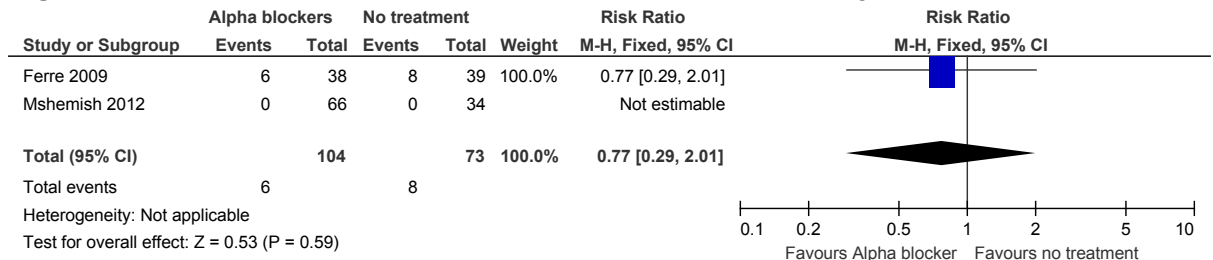 Alpha blockers No treatment Risk Ratio Risk Ratio
Study or Subgroup Events Total Events Total Weight M-H, Fixed, 95% CI M-H, Fixed, 95% CI
Ferre 2009 6 38 8 39 100.0% 0.77 [0.29, 2.01]
Mshemish 2012 0 66 0 34 Not estimable
Total (95% CI) 104 73 100.0% 0.77 [0.29, 2.01]
Total events 6 8
Heterogeneity: Not applicable
Test for overall effect: Z = 0.53 (P = 0.59)
0.1 0.2 0.5 1 2 5 10
Favours Alpha blocker Favours no treatment